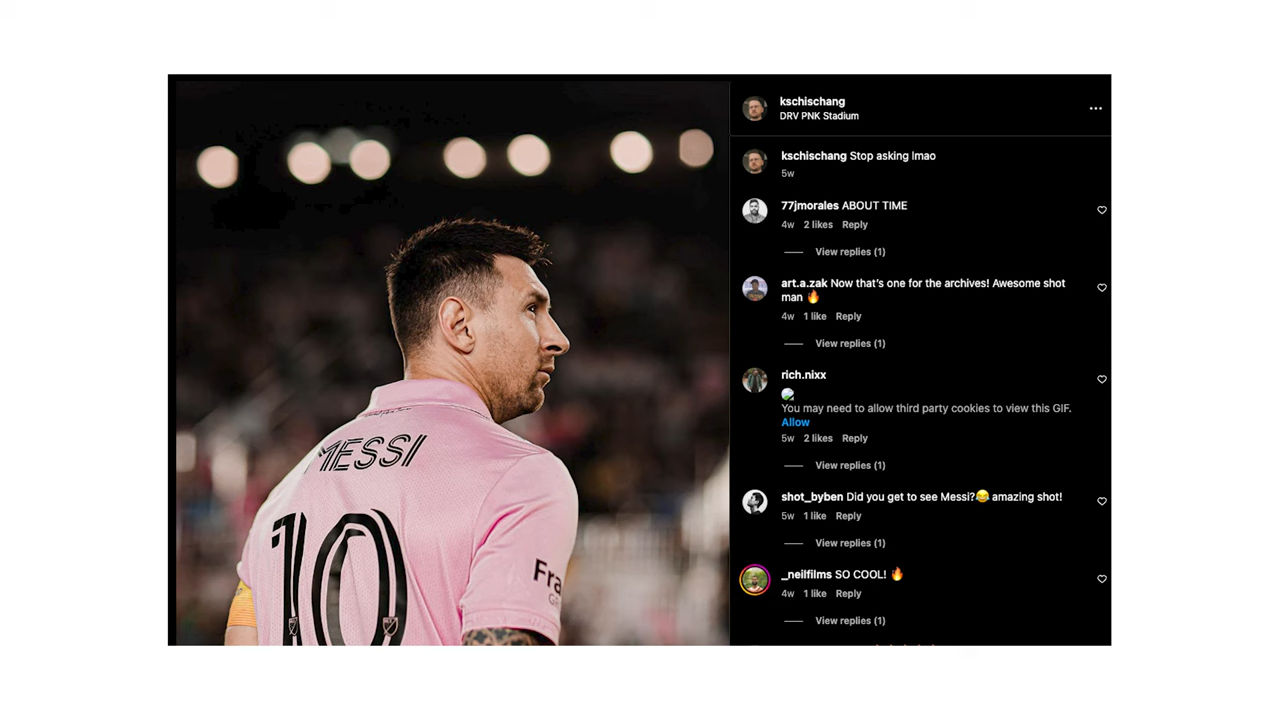 MESSI
10
Fra
kschischang
DRV PNK Stadium
kschischang Stop asking lmao
5w
77jmorales ABOUT TIME
4w 2 likes Reply
View replies (1)
art.a.zak Now that's one for the archives! Awesome shot
man 🔥
4w 1 like Reply
View replies (1)
rich.nixx
You may need to allow third party cookies to view this GIF.
Allow
5w 2 likes Reply
View replies (1)
shot_byben Did you get to see Messi?😂 amazing shot!
5w 1 like Reply
View replies (1)
_neilfilms SO COOL! 🔥
4w 1 like Reply
View replies (1)